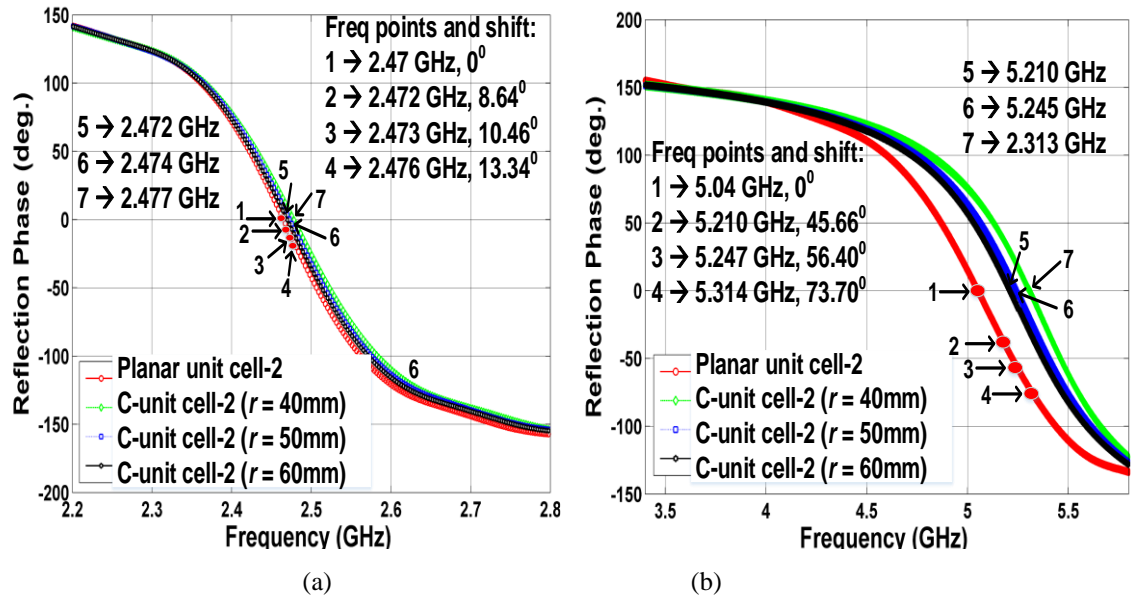 Reflection Phase (deg.)
150
100
50
0
-50
-100
-150
-200
Freq points and shift:
1 → 2.47 GHz, 0⁰
2 → 2.472 GHz, 8.64⁰
3 → 2.473 GHz, 10.46⁰
4 → 2.476 GHz, 13.34⁰
5 → 2.472 GHz
6 → 2.474 GHz
7 → 2.477 GHz
5
7
1
2
6
3
4
6
Planar unit cell-2
C-unit cell-2 (r = 40mm)
C-unit cell-2 (r = 50mm)
C-unit cell-2 (r = 60mm)
2.2 2.3 2.4 2.5 2.6 2.7 2.8
Frequency (GHz)
(a)
Reflection Phase (deg.)
200
150
100
50
0
-50
-100
-150
5 → 5.210 GHz
6 → 5.245 GHz
7 → 2.313 GHz
Freq points and shift:
1 → 5.04 GHz, 0⁰
2 → 5.210 GHz, 45.66⁰
3 → 5.247 GHz, 56.40⁰
4 → 5.314 GHz, 73.70⁰
5
7
1
6
2
3
4
Planar unit cell-2
C-unit cell-2 (r = 40mm)
C-unit cell-2 (r = 50mm)
C-unit cell-2 (r = 60mm)
3.5 4 4.5 5 5.5
Frequency (GHz)
(b)